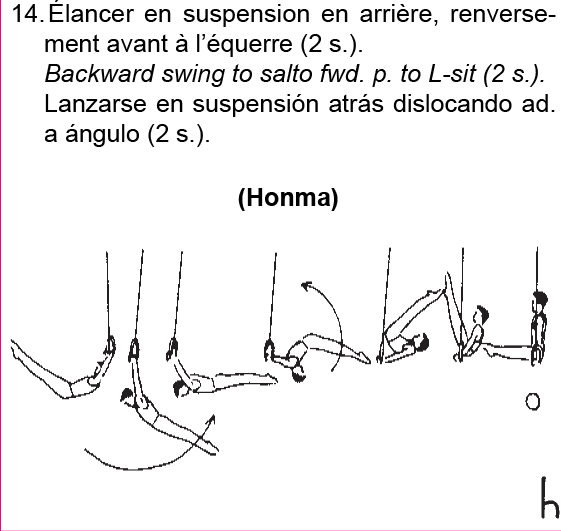 14. Élancer en suspension en arrière, renverse-
ment avant à l'équerre (2 s.).
Backward swing to salto fwd. p. to L-sit (2 s.).
Lanzarse en suspensión atrás dislocando ad.
a ángulo (2 s.).
(Honma)
h